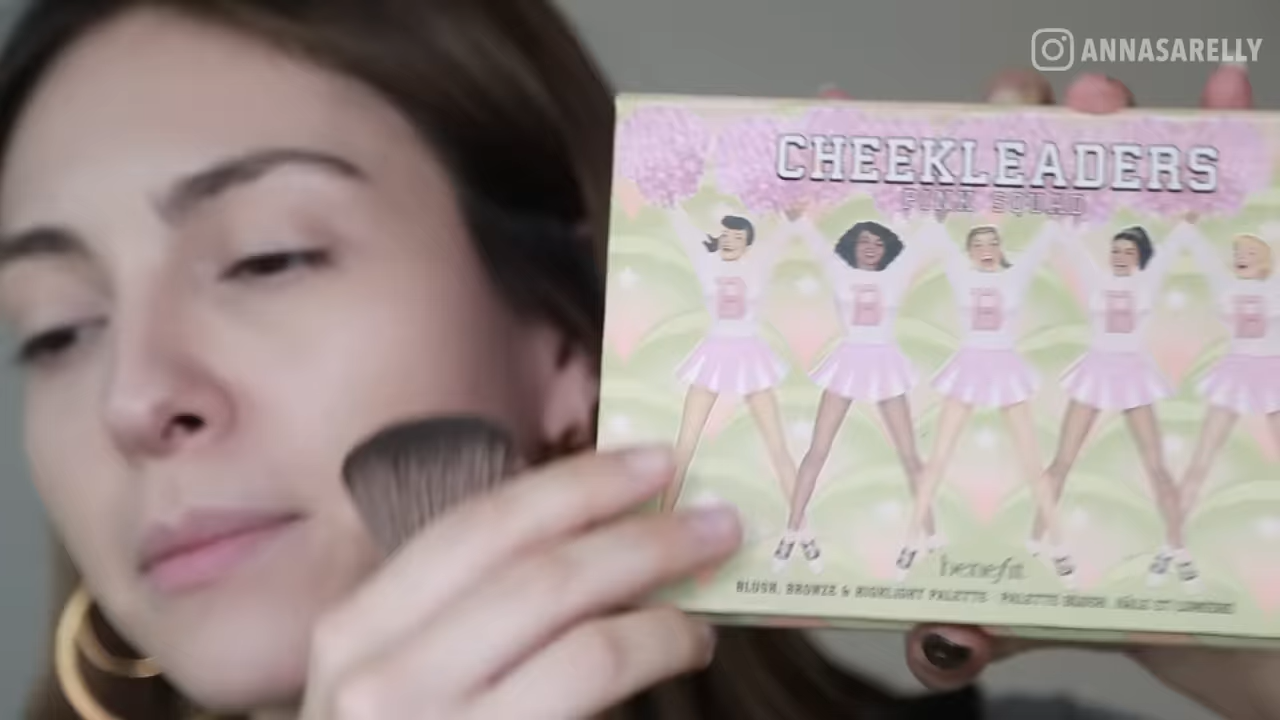 ANNASARELLY
CHEEKLEADERS
PINK SQUAD
B B B B B
benefit
BLUSH, BRONZE & HIGHLIGHT PALETTE · PALETTE BLUSH, HÂLE ET LUMIÈRE